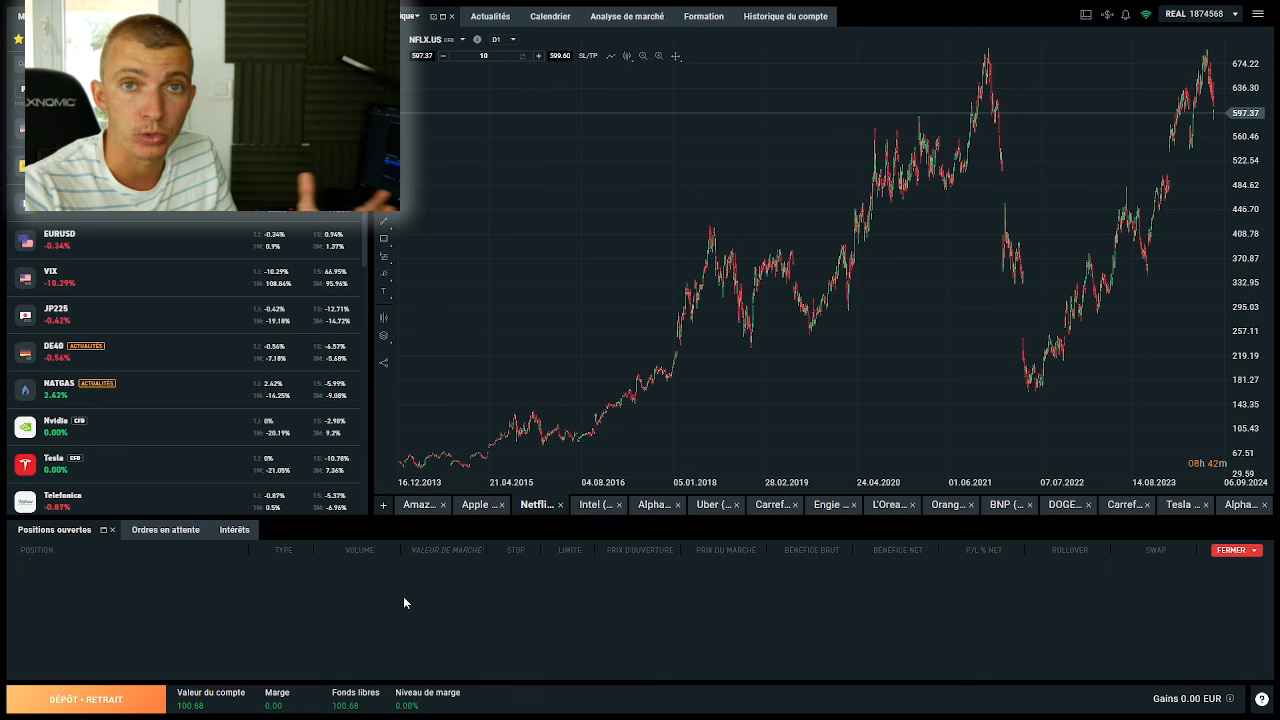 ique
Actualités
Calendrier
Analyse de marché
Formation
Historique du compte
REAL 1874568
NFLX.US CFD
D1
597.37
10
599.60
SL/TP
XNOMIC
EURUSD
-0.34%
1J: -0.34%
1S: 0.94%
1M: 0.9%
3M: 1.37%
VIX
-10.29%
1J: -10.29%
1S: 66.95%
1M: 108.84%
3M: 95.96%
JP225
-0.42%
1J: -0.42%
1S: -12.71%
1M: -19.18%
3M: -14.72%
DE40 ACTUALITÉS
-0.56%
1J: -0.56%
1S: -6.57%
1M: -7.18%
3M: -5.68%
NATGAS ACTUALITÉS
2.42%
1J: 2.42%
1S: -5.99%
1M: -14.25%
3M: -9.08%
Nvidia CFD
0.00%
1J: 0%
1S: -2.98%
1M: -20.19%
3M: 9.2%
Tesla CFD
0.00%
1J: 0%
1S: -10.78%
1M: -21.05%
3M: 7.36%
Telefonica
-0.87%
1J: -0.87%
1S: -5.37%
1M: 0.5%
3M: -6.96%
674.22
636.30
597.37
560.46
522.54
484.62
446.70
408.78
370.87
332.95
295.03
257.11
219.19
181.27
143.35
105.43
67.51
29.59
08h 42m
16.12.2013
21.04.2015
04.08.2016
05.01.2018
28.02.2019
24.04.2020
01.06.2021
07.07.2022
14.08.2023
06.09.2024
Amaz...
Apple ...
Netfli...
Intel (...
Alpha...
Uber (...
Carref...
Engie ...
L'Orea...
Orang...
BNP (...
DOGE...
Carref...
Tesla ...
Alpha...
Positions ouvertes
Ordres en attente
Intérêts
POSITION
TYPE
VOLUME
VALEUR DE MARCHÉ
STOP
LIMITE
PRIX D'OUVERTURE
PRIX DU MARCHÉ
BÉNÉFICE BRUT
BÉNÉFICE NET
P/L % NET
ROLLOVER
SWAP
FERMER
DÉPÔT - RETRAIT
Valeur du compte
100.68
Marge
0.00
Fonds libres
100.68
Niveau de marge
0.00%
Gains 0.00 EUR